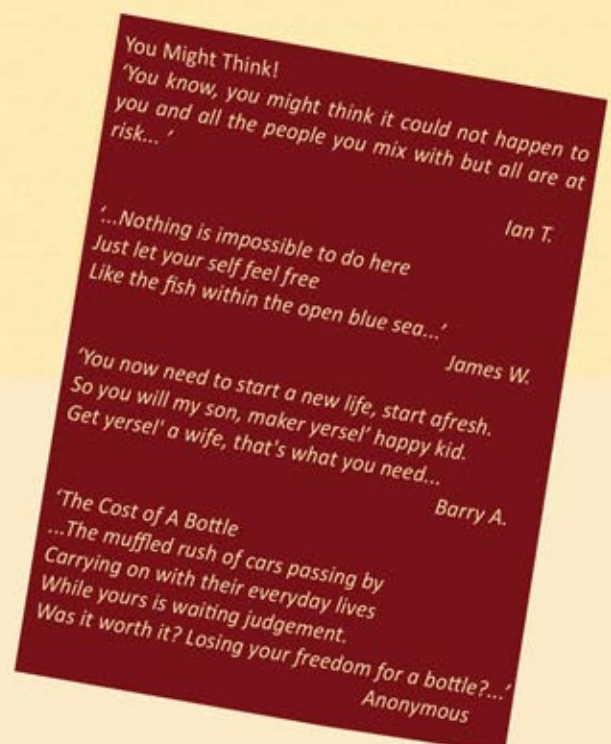 You Might Think!
‘You know, you might think it could not happen to
you and all the people you mix with but all are at
risk... ’
Ian T.
‘...Nothing is impossible to do here
Just let your self feel free
Like the fish within the open blue sea...’
James W.
‘You now need to start a new life, start afresh.
So you will my son, maker yersel’ happy kid.
Get yersel' a wife, that's what you need...
Barry A.
‘The Cost of A Bottle
...The muffled rush of cars passing by
Carrying on with their everyday lives
While yours is waiting judgement.
Was it worth it? Losing your freedom for a bottle?...’
Anonymous